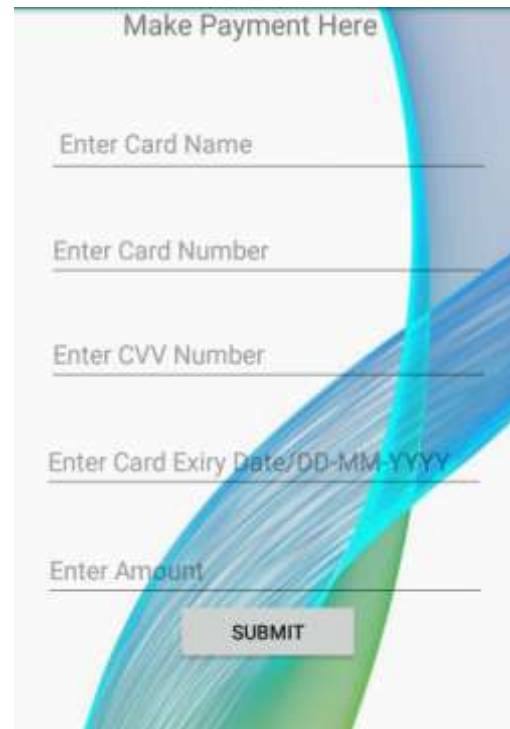 Make Payment Here
Enter Card Name
Enter Card Number
Enter CVV Number
Enter Card Exiry Date/DD-MM-YYYY
Enter Amount
SUBMIT